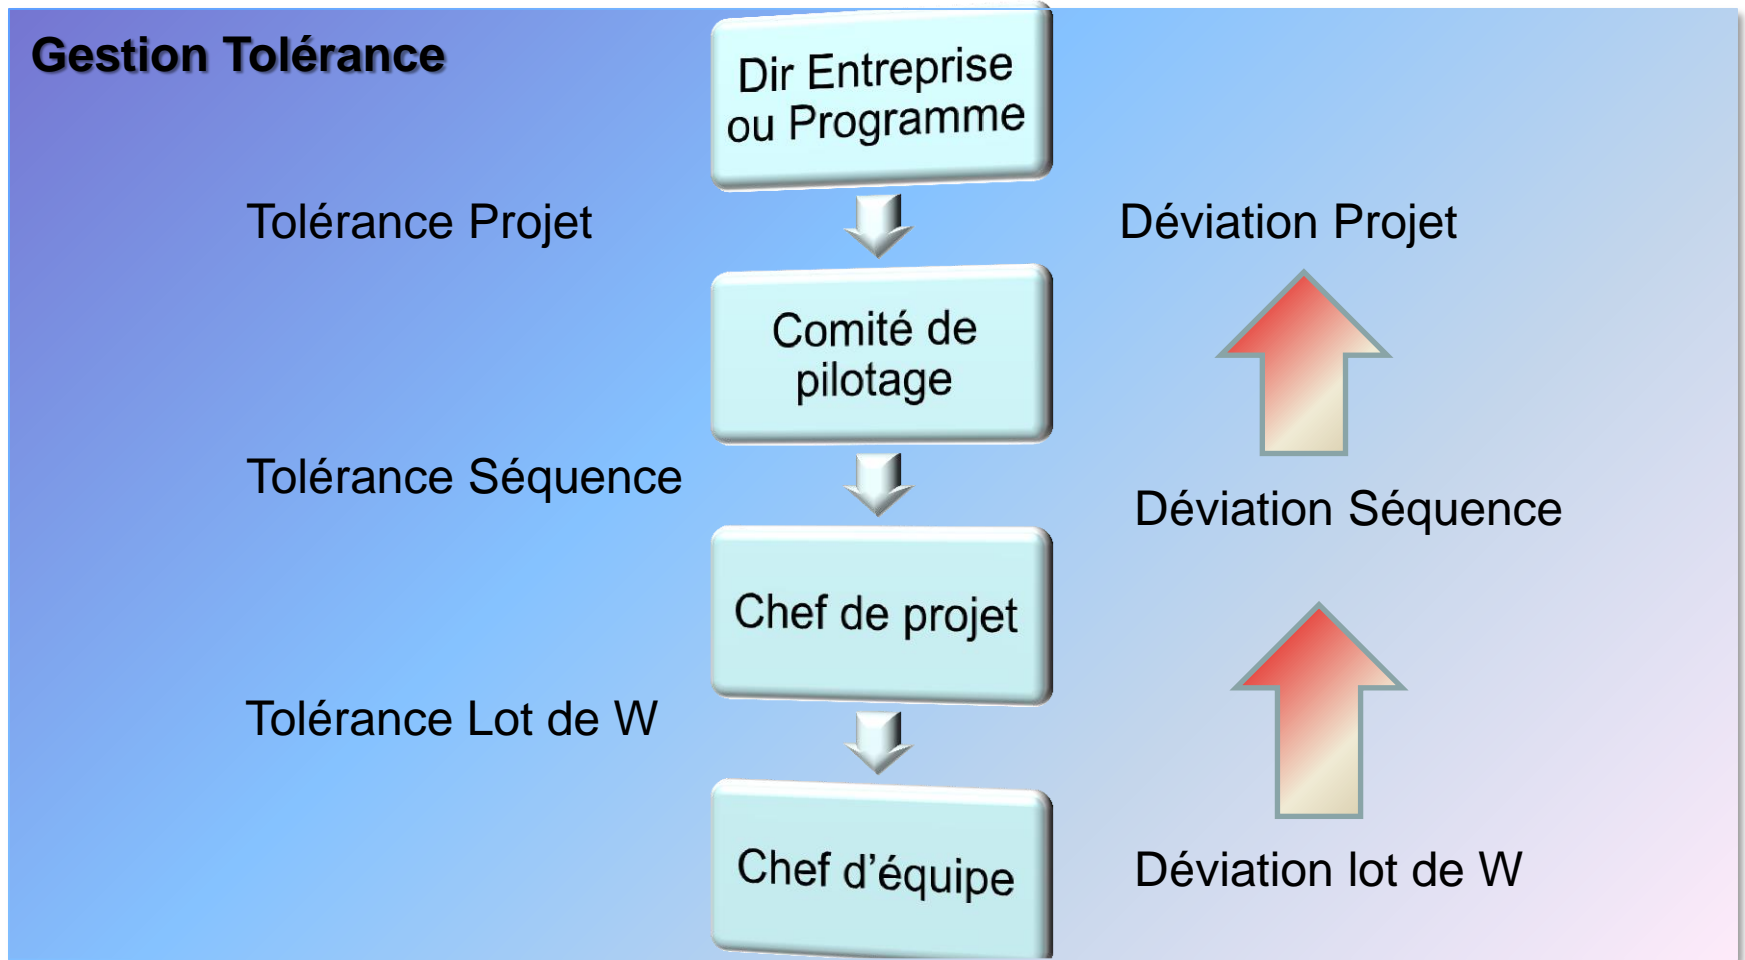 Gestion Tolérance
Dir Entreprise
ou Programme
Tolérance Projet
Déviation Projet
Comité de
pilotage
Tolérance Séquence
Déviation Séquence
Chef de projet
Tolérance Lot de W
Chef d’équipe
Déviation lot de W